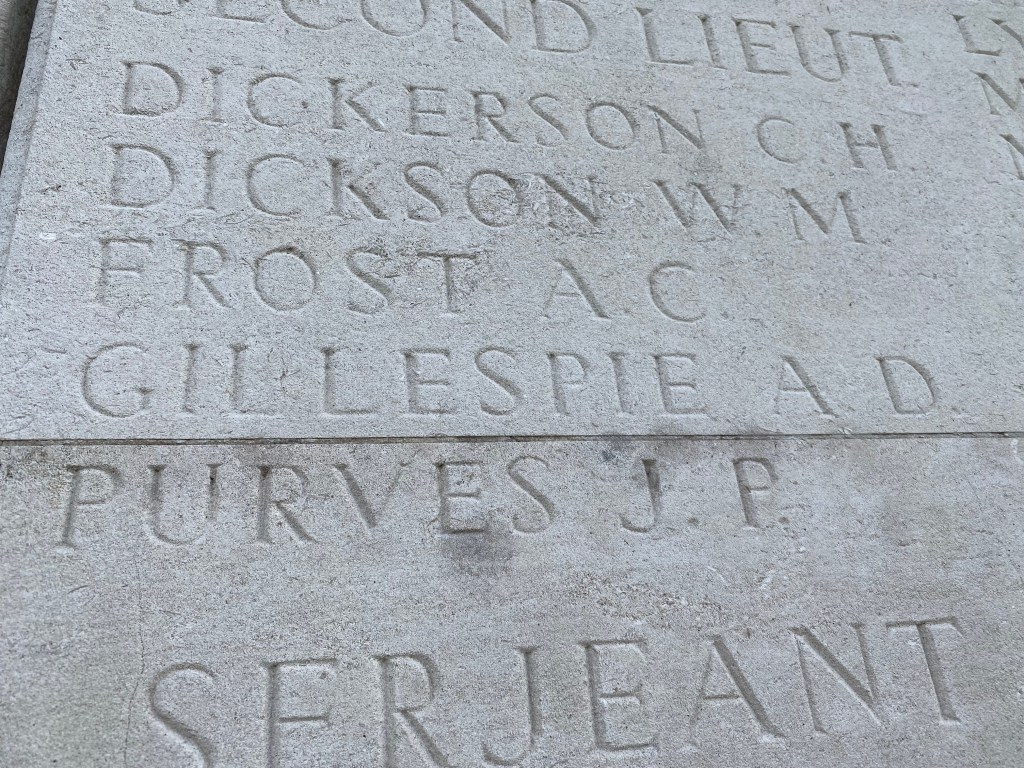 SECOND LIEUT.
DICKERSON C. H.
DICKSON W. M.
FROST A. C.
GILLESPIE A. D.
PURVES J. P.
SERJEANT